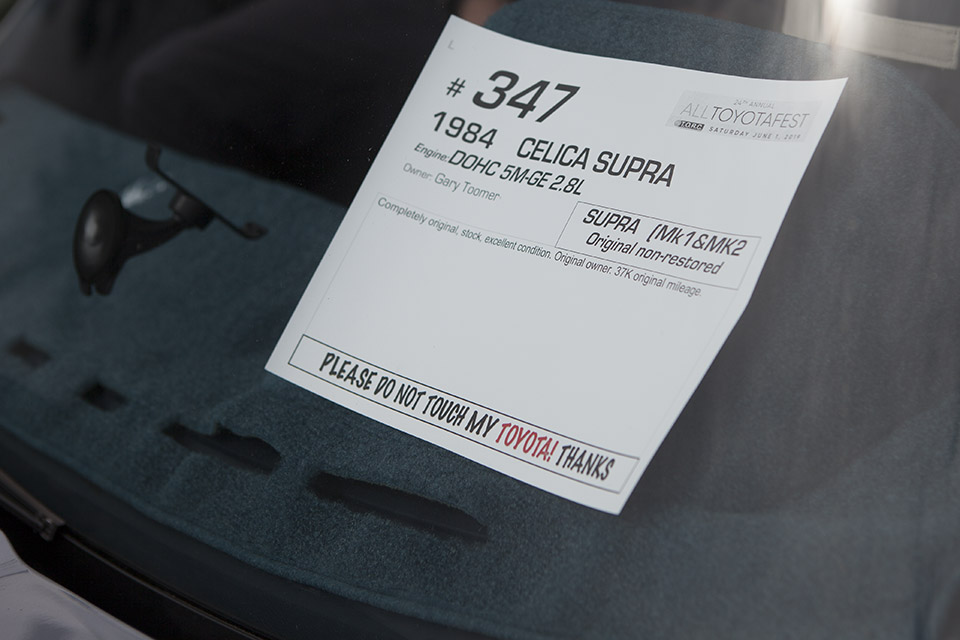 L
# 347
24TH ANNUAL
ALL TOYOTAFEST
TORC SATURDAY JUNE 1, 2019
1984 CELICA SUPRA
Engine: DOHC 5M-GE 2.8L
Owner: Gary Toomer
SUPRA [Mk1&MK2
Original non-restored
Completely original, stock, excellent condition. Original owner. 37K original mileage.
PLEASE DO NOT TOUCH MY TOYOTA! THANKS